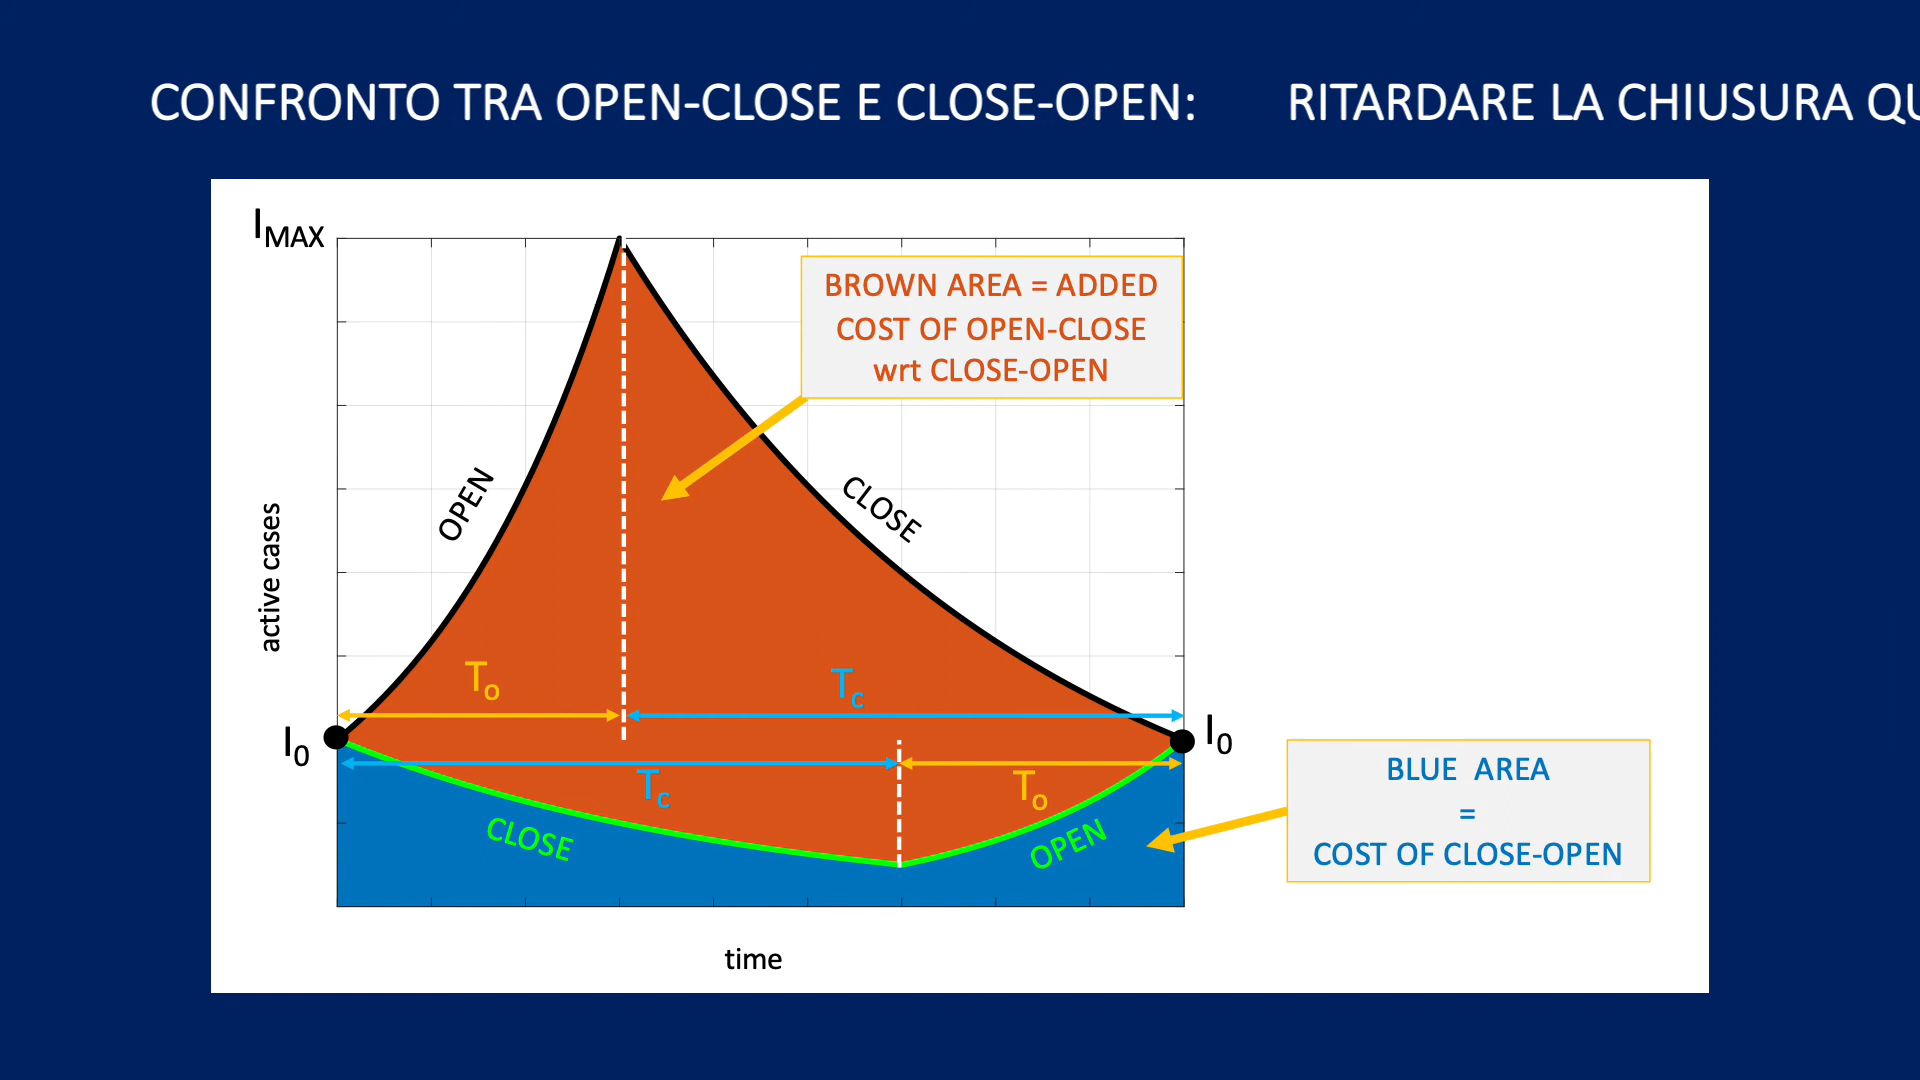 CONFRONTO TRA OPEN-CLOSE E CLOSE-OPEN: RITARDARE LA CHIUSURA
I MAX
BROWN AREA = ADDED
COST OF OPEN-CLOSE
wrt CLOSE-OPEN
OPEN
CLOSE
active cases
To
Tc
I0
I0
Tc
To
CLOSE
OPEN
BLUE AREA
=
COST OF CLOSE-OPEN
time